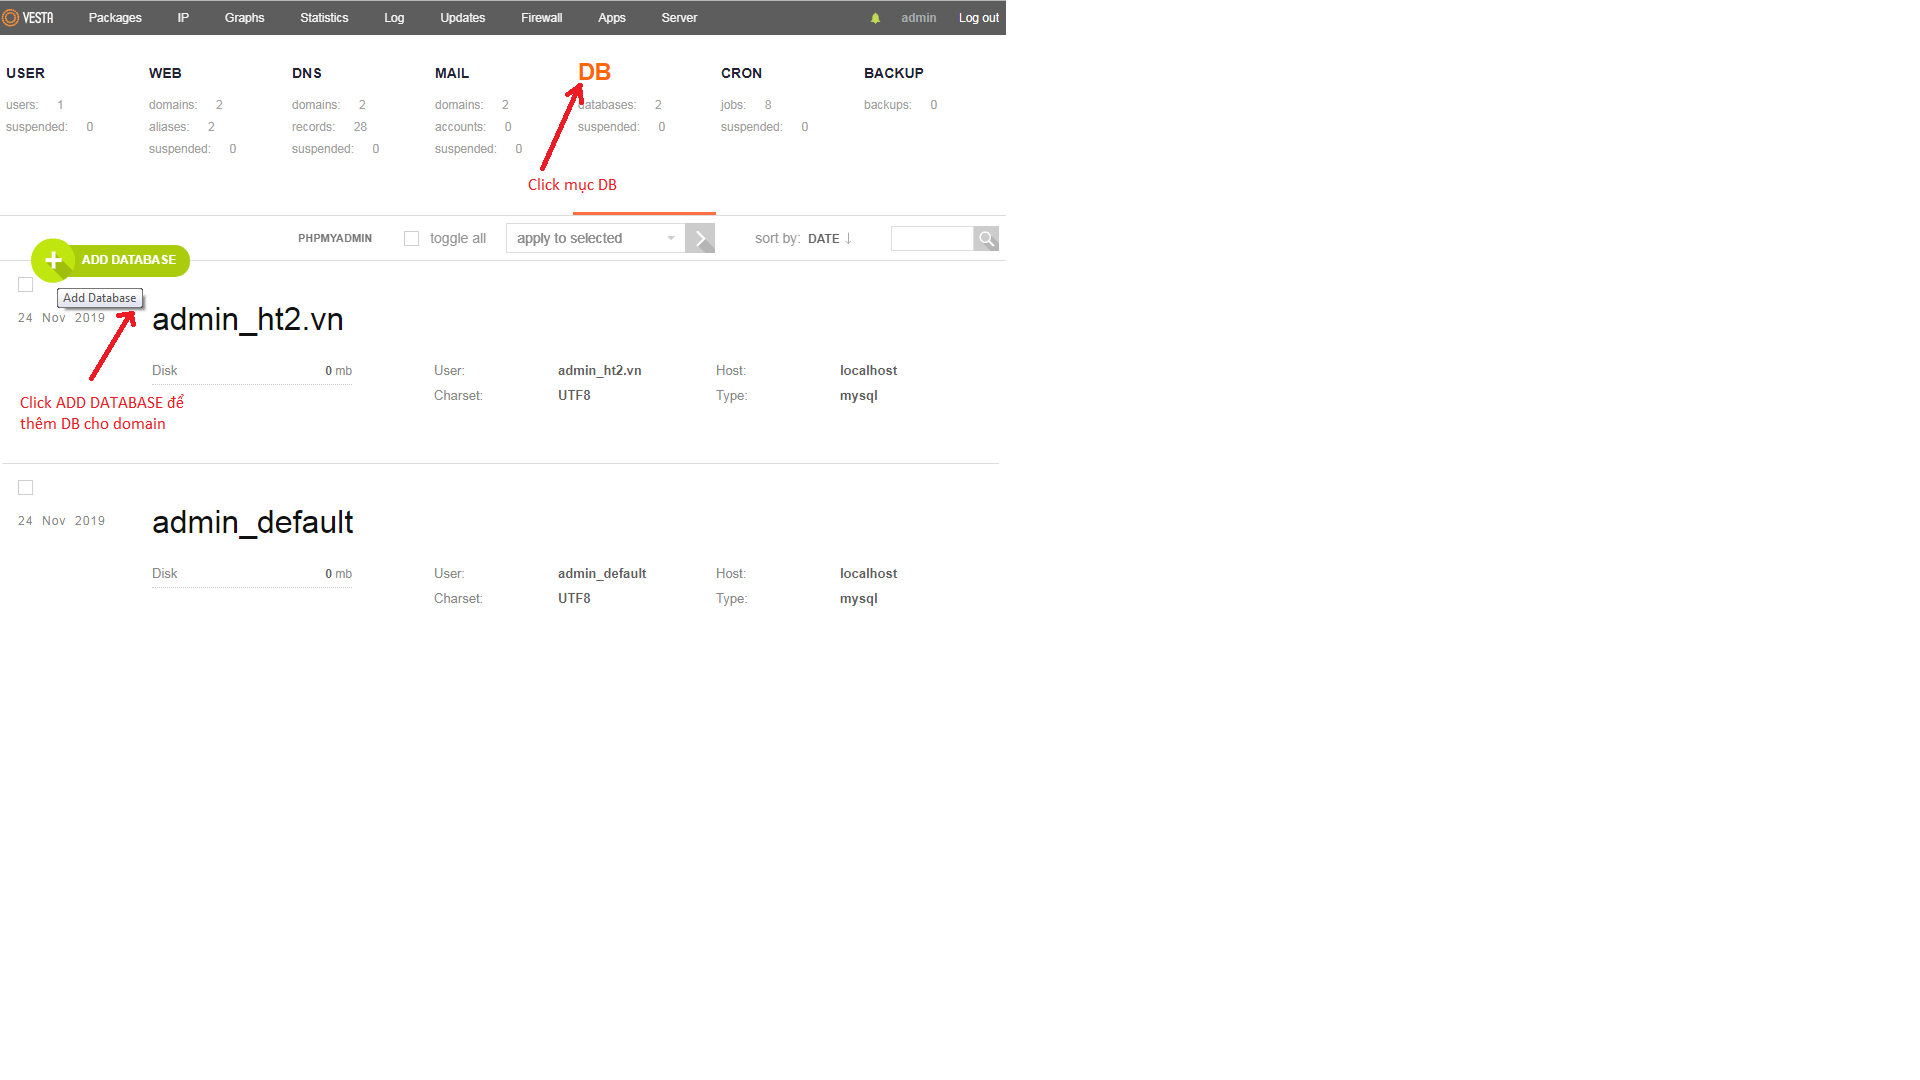 VESTA Packages IP Graphs Statistics Log Updates Firewall Apps Server admin Log out
USER WEB DNS MAIL DB CRON BACKUP
users: 1 domains: 2 domains: 2 domains: 2 databases: 2 jobs: 8 backups: 0
suspended: 0 aliases: 2 records: 28 accounts: 0 suspended: 0 suspended: 0
suspended: 0 suspended: 0 suspended: 0
Click mục DB
PHPMYADMIN toggle all apply to selected sort by: DATE ↓
ADD DATABASE
Add Database
24 Nov 2019 admin_ht2.vn
Disk 0 mb User: admin_ht2.vn Host: localhost
Charset: UTF8 Type: mysql
Click ADD DATABASE để
thêm DB cho domain
24 Nov 2019 admin_default
Disk 0 mb User: admin_default Host: localhost
Charset: UTF8 Type: mysql